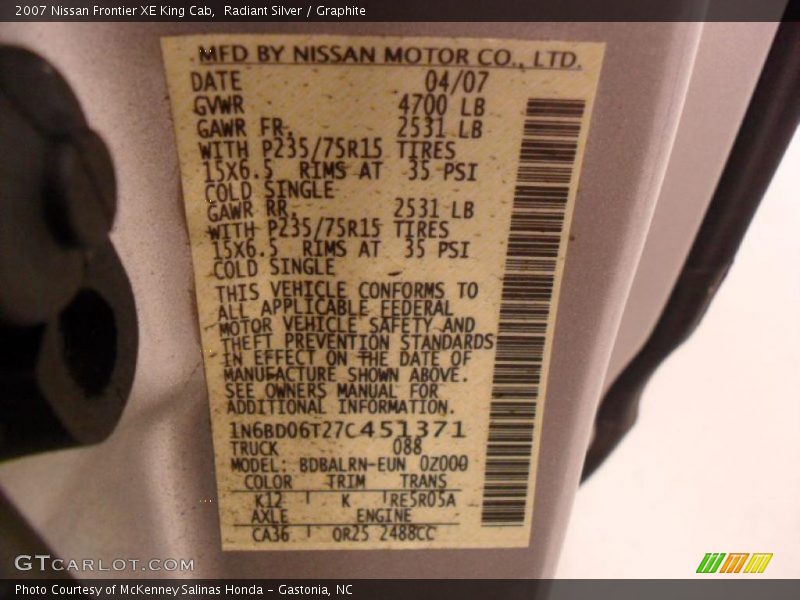 2007 Nissan Frontier XE King Cab,  Radiant Silver / Graphite
MFD BY NISSAN MOTOR CO., LTD.
DATE 04/07
GVWR 4700 LB
GAWR FR. 2531 LB
WITH P235/75R15 TIRES
15X6.5 RIMS AT 35 PSI
COLD SINGLE
GAWR RR. 2531 LB
WITH P235/75R15 TIRES
15X6.5 RIMS AT 35 PSI
COLD SINGLE
THIS VEHICLE CONFORMS TO
ALL APPLICABLE FEDERAL
MOTOR VEHICLE SAFETY AND
THEFT PREVENTION STANDARDS
IN EFFECT ON THE DATE OF
MANUFACTURE SHOWN ABOVE.
SEE OWNERS MANUAL FOR
ADDITIONAL INFORMATION.
1N6BD06T27C451371
TRUCK 088
MODEL: BDBALRN-EUN 0Z000
COLOR TRIM TRANS
K12 K RE5R05A
AXLE ENGINE
CA36 QR25 2488CC
GTCARLOT.COM
Photo Courtesy of McKenney Salinas Honda - Gastonia, NC